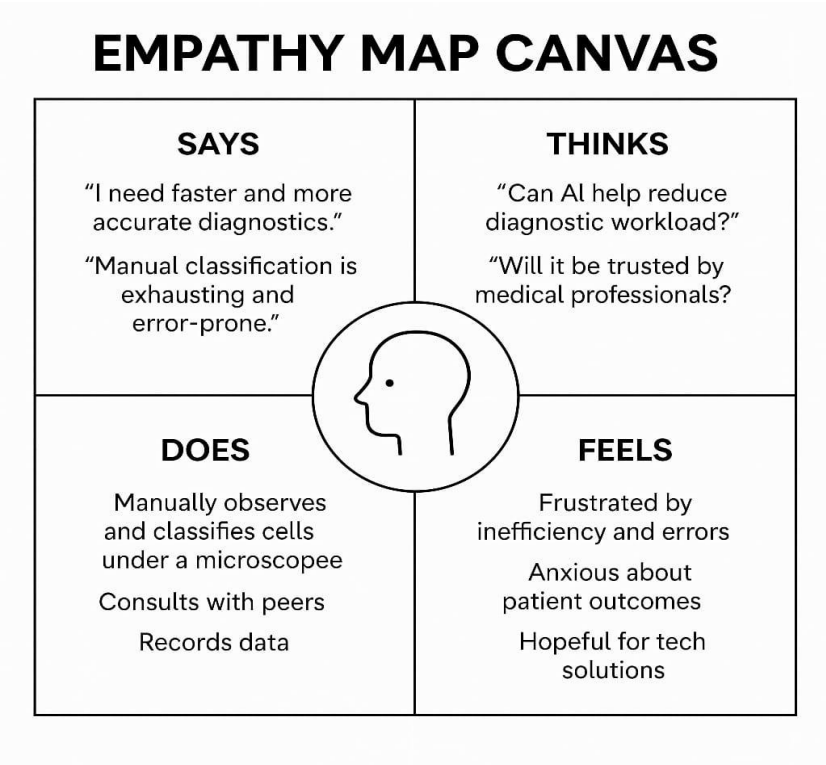 EMPATHY MAP CANVAS
SAYS
“I need faster and more
accurate diagnostics.”
“Manual classification is
exhausting and
error-prone.”
THINKS
“Can AI help reduce
diagnostic workload?”
“Will it be trusted by
medical professionals?
DOES
Manually observes
and classifies cells
under a microscopee
Consults with peers
Records data
FEELS
Frustrated by
inefficiency and errors
Anxious about
patient outcomes
Hopeful for tech
solutions